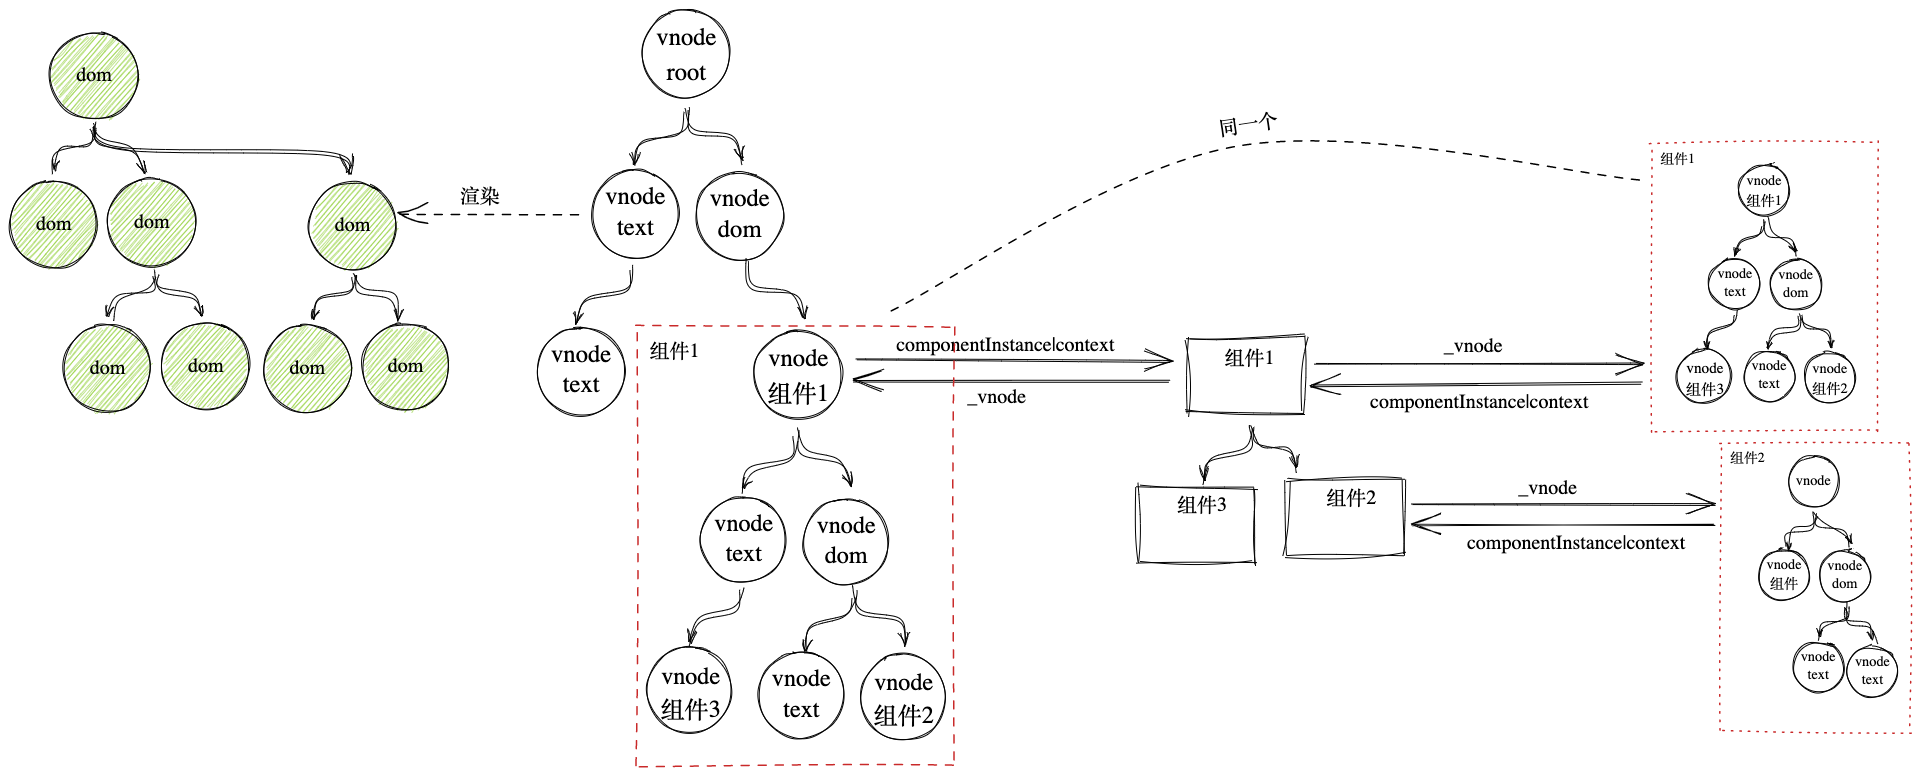 dom
dom
dom
dom
dom
dom
dom
dom
渲染
vnode
root
vnode
text
vnode
dom
vnode
text
组件1
vnode
组件1
vnode
text
vnode
dom
vnode
组件3
vnode
text
vnode
组件2
同一个
componentInstance|context
_vnode
组件1
组件3
组件2
_vnode
componentInstance|context
_vnode
componentInstance|context
组件1
vnode
组件1
vnode
text
vnode
dom
vnode
组件3
vnode
text
vnode
组件2
组件2
vnode
vnode
组件
vnode
dom
vnode
text
vnode
text